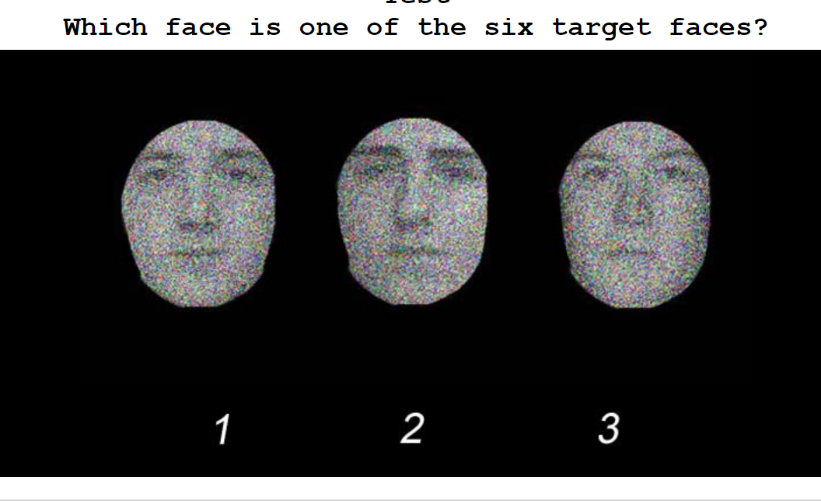 Which face is one of the six target faces?
1 2 3